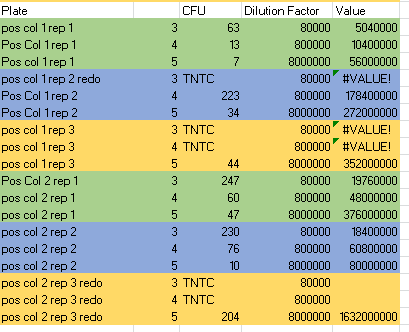 Plate CFU Dilution Factor Value
pos col 1 rep 1 3 63 80000 5040000
Pos col 1 rep 1 4 13 800000 10400000
Pos col 1 rep 1 5 7 8000000 56000000
pos col 1 rep 2 redo 3 TNTC 80000 #VALUE!
Pos Col 1 rep 2 4 223 800000 178400000
Pos Col 1 rep 2 5 34 8000000 272000000
pos col 1 rep 3 3 TNTC 80000 #VALUE!
pos col 1 rep 3 4 TNTC 800000 #VALUE!
pos col 1 rep 3 5 44 8000000 352000000
Pos Col 2 rep 1 3 247 80000 19760000
pos col 2 rep 1 4 60 800000 48000000
pos col 2 rep 1 5 47 8000000 376000000
pos col 2 rep 2 3 230 80000 18400000
pos col 2 rep 2 4 76 800000 60800000
pos col 2 rep 2 5 10 8000000 80000000
pos col 2 rep 3 redo 3 TNTC 80000
pos col 2 rep 3 redo 4 TNTC 800000
pos col 2 rep 3 redo 5 204 8000000 1632000000